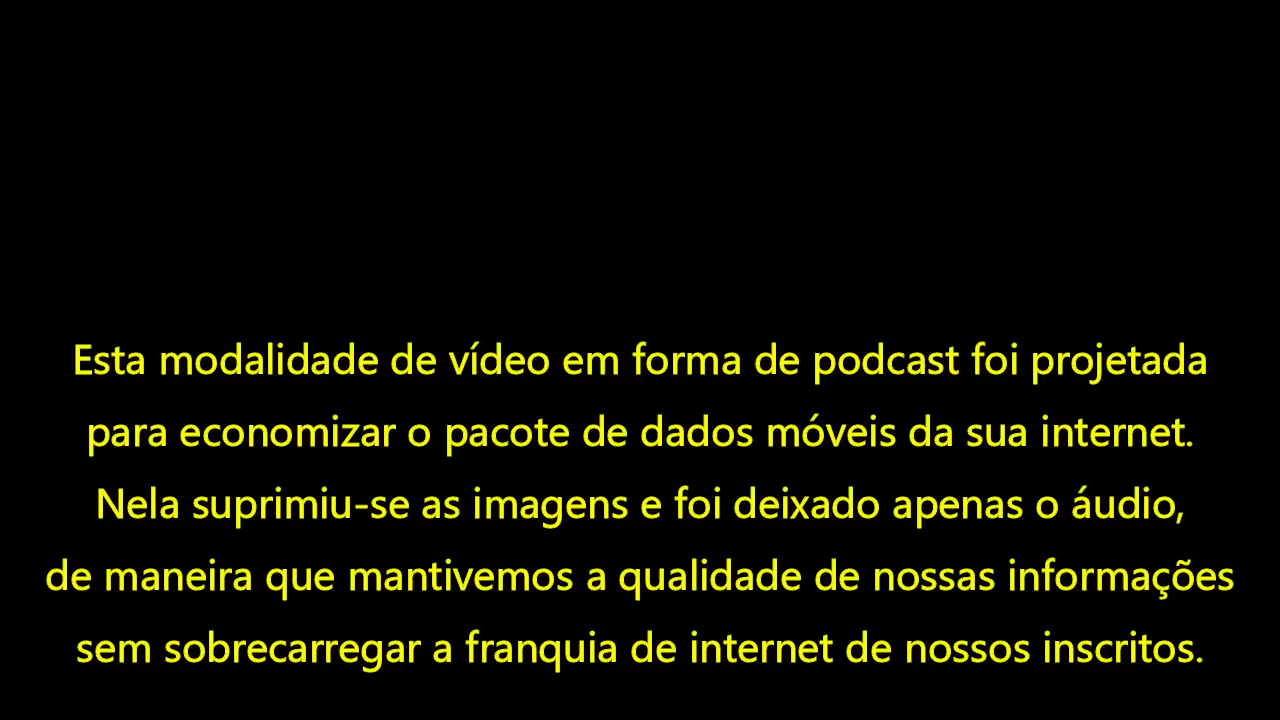 Esta modalidade de vídeo em forma de podcast foi projetada
para economizar o pacote de dados móveis da sua internet.
Nela suprimiu-se as imagens e foi deixado apenas o áudio,
de maneira que mantivemos a qualidade de nossas informações
sem sobrecarregar a franquia de internet de nossos inscritos.